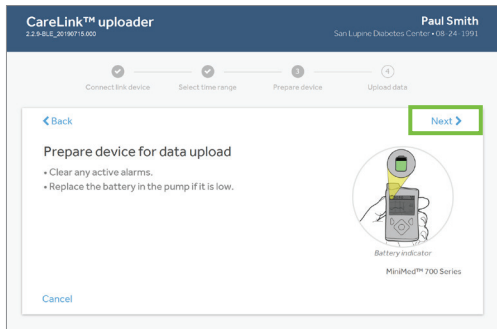 CareLink™ uploader
Paul Smith
2.2.9-BLE_20190715.000
San Lupine Diabetes Center • 08-24-1991
3
4
Connect link device
Select time range
Prepare device
Upload data
Back
Next
Prepare device for data upload
• Clear any active alarms.
• Replace the battery in the pump if it is low.
Battery indicator
MiniMed™ 700 Series
Cancel